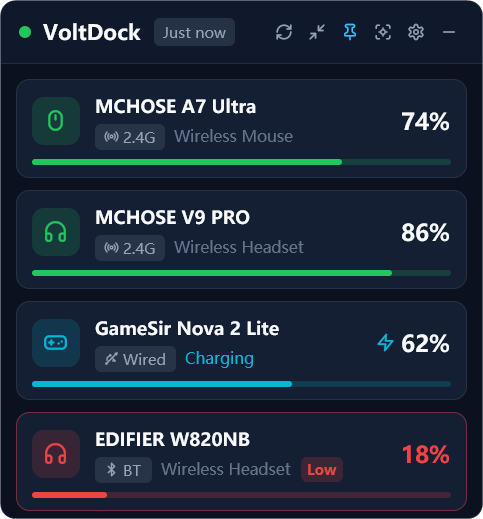 VoltDock Just now
MCHOSE A7 Ultra
74%
2.4G Wireless Mouse
MCHOSE V9 PRO
86%
2.4G Wireless Headset
GameSir Nova 2 Lite
62%
Wired Charging
EDIFIER W820NB
18%
BT Wireless Headset Low